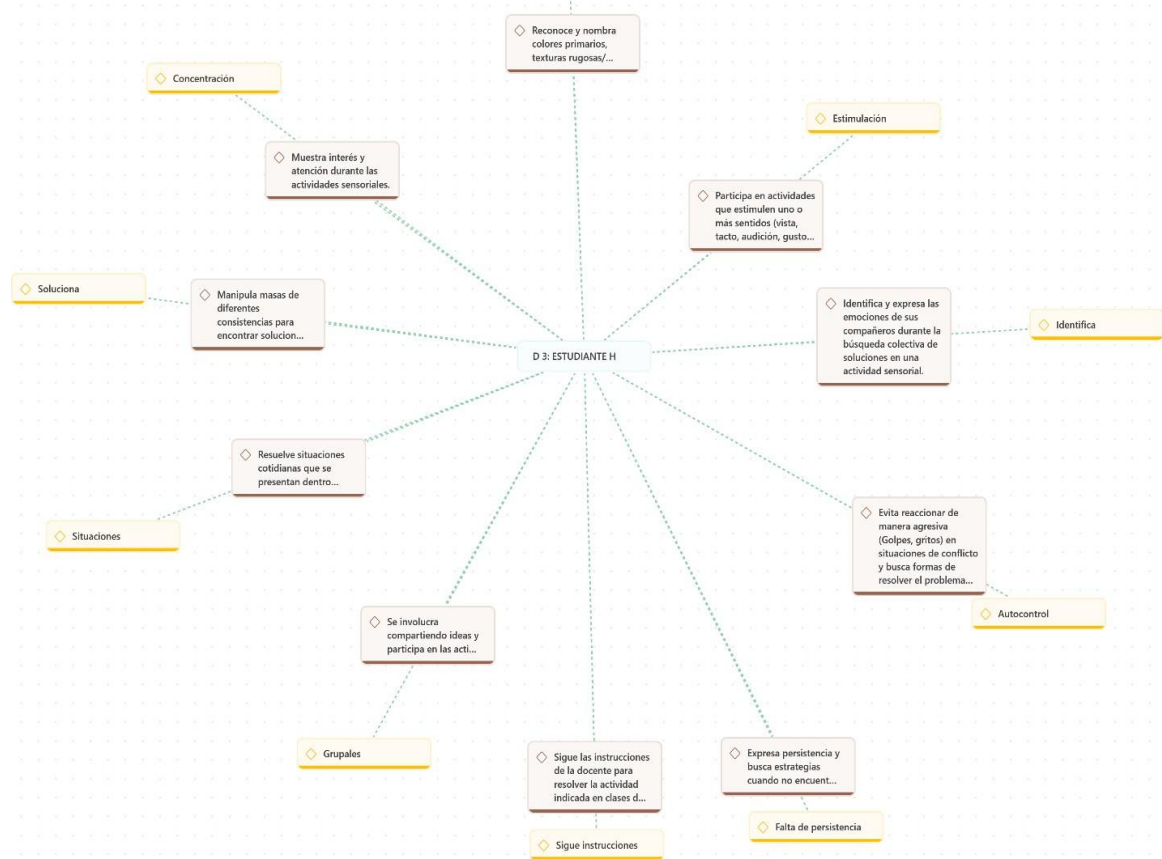 Reconoce y nombra
colores primarios,
texturas rugosas/...
Concentración
Estimulación
Muestra interés y
atención durante las
actividades sensoriales.
Participa en actividades
que estimulen uno o
más sentidos (vista,
tacto, audición, gusto...
Soluciona
Manipula masas de
diferentes
consistencias para
encontrar solucion...
Identifica y expresa las
emociones de sus
compañeros durante la
búsqueda colectiva de
soluciones en una
actividad sensorial.
Identifica
D 3: ESTUDIANTE H
Resuelve situaciones
cotidianas que se
presentan dentro...
Situaciones
Evita reaccionar de
manera agresiva
(Golpes, gritos) en
situaciones de conflicto
y busca formas de
resolver el problema...
Autocontrol
Se involucra
compartiendo ideas y
participa en las acti...
Grupales
Sigue las instrucciones
de la docente para
resolver la actividad
indicada en clases d...
Sigue instrucciones
Expresa persistencia y
busca estrategias
cuando no encuent...
Falta de persistencia